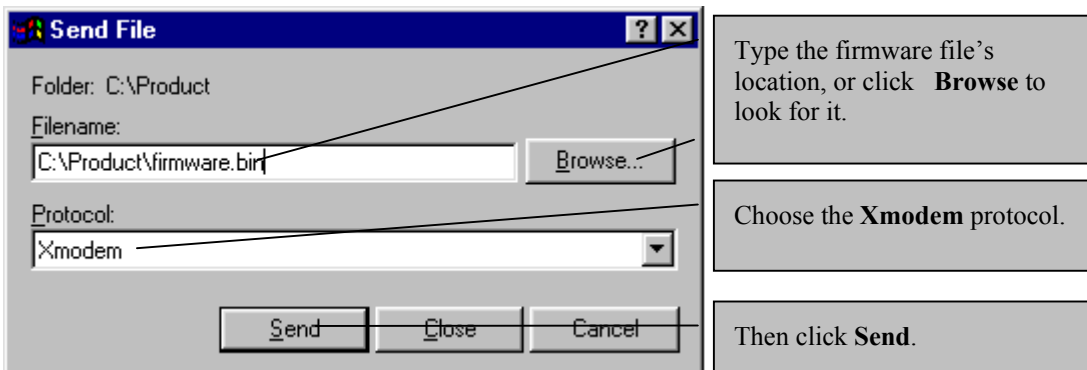 Send File
Folder: C:\Product
Filename:
C:\Product\firmware.bin
Browse...
Protocol:
Xmodem
Send
Close
Cancel
Type the firmware file's
location, or click Browse to
look for it.
Choose the Xmodem protocol.
Then click Send.